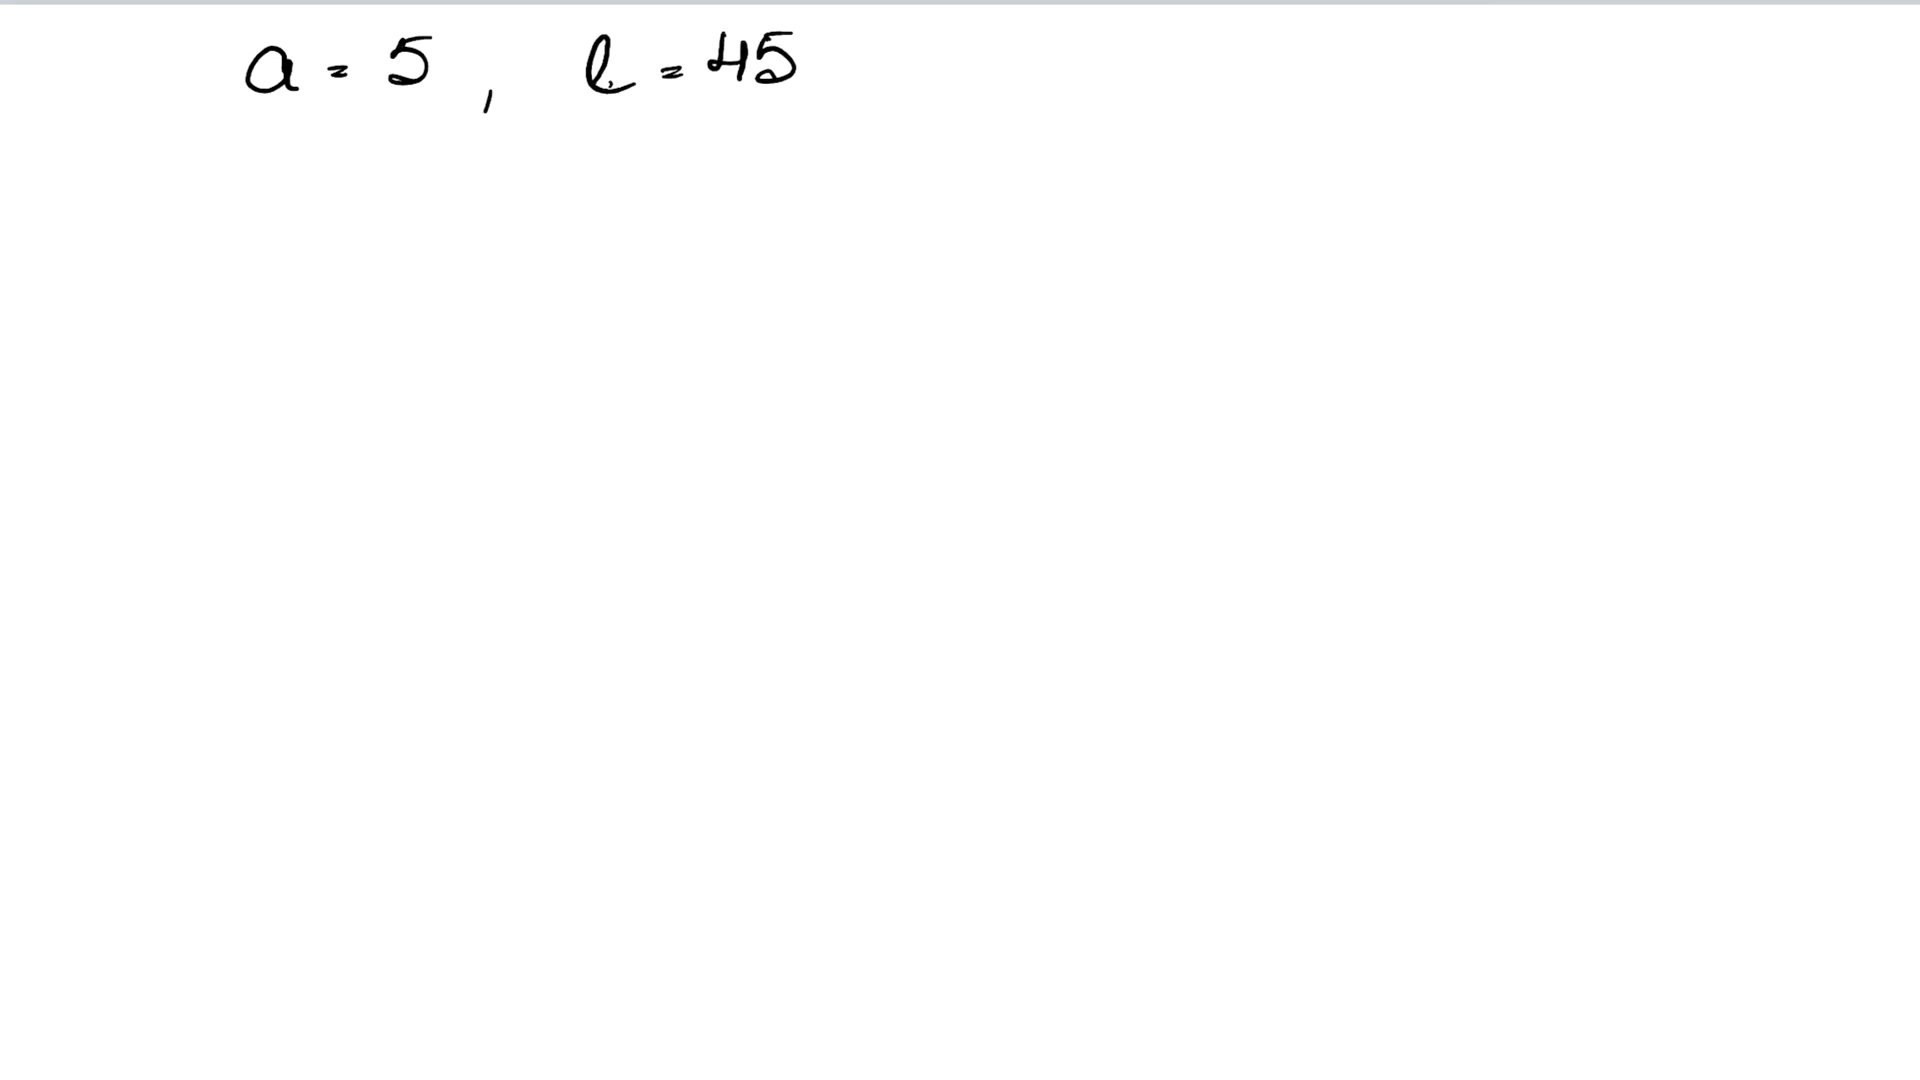 a = 5 , l = 45